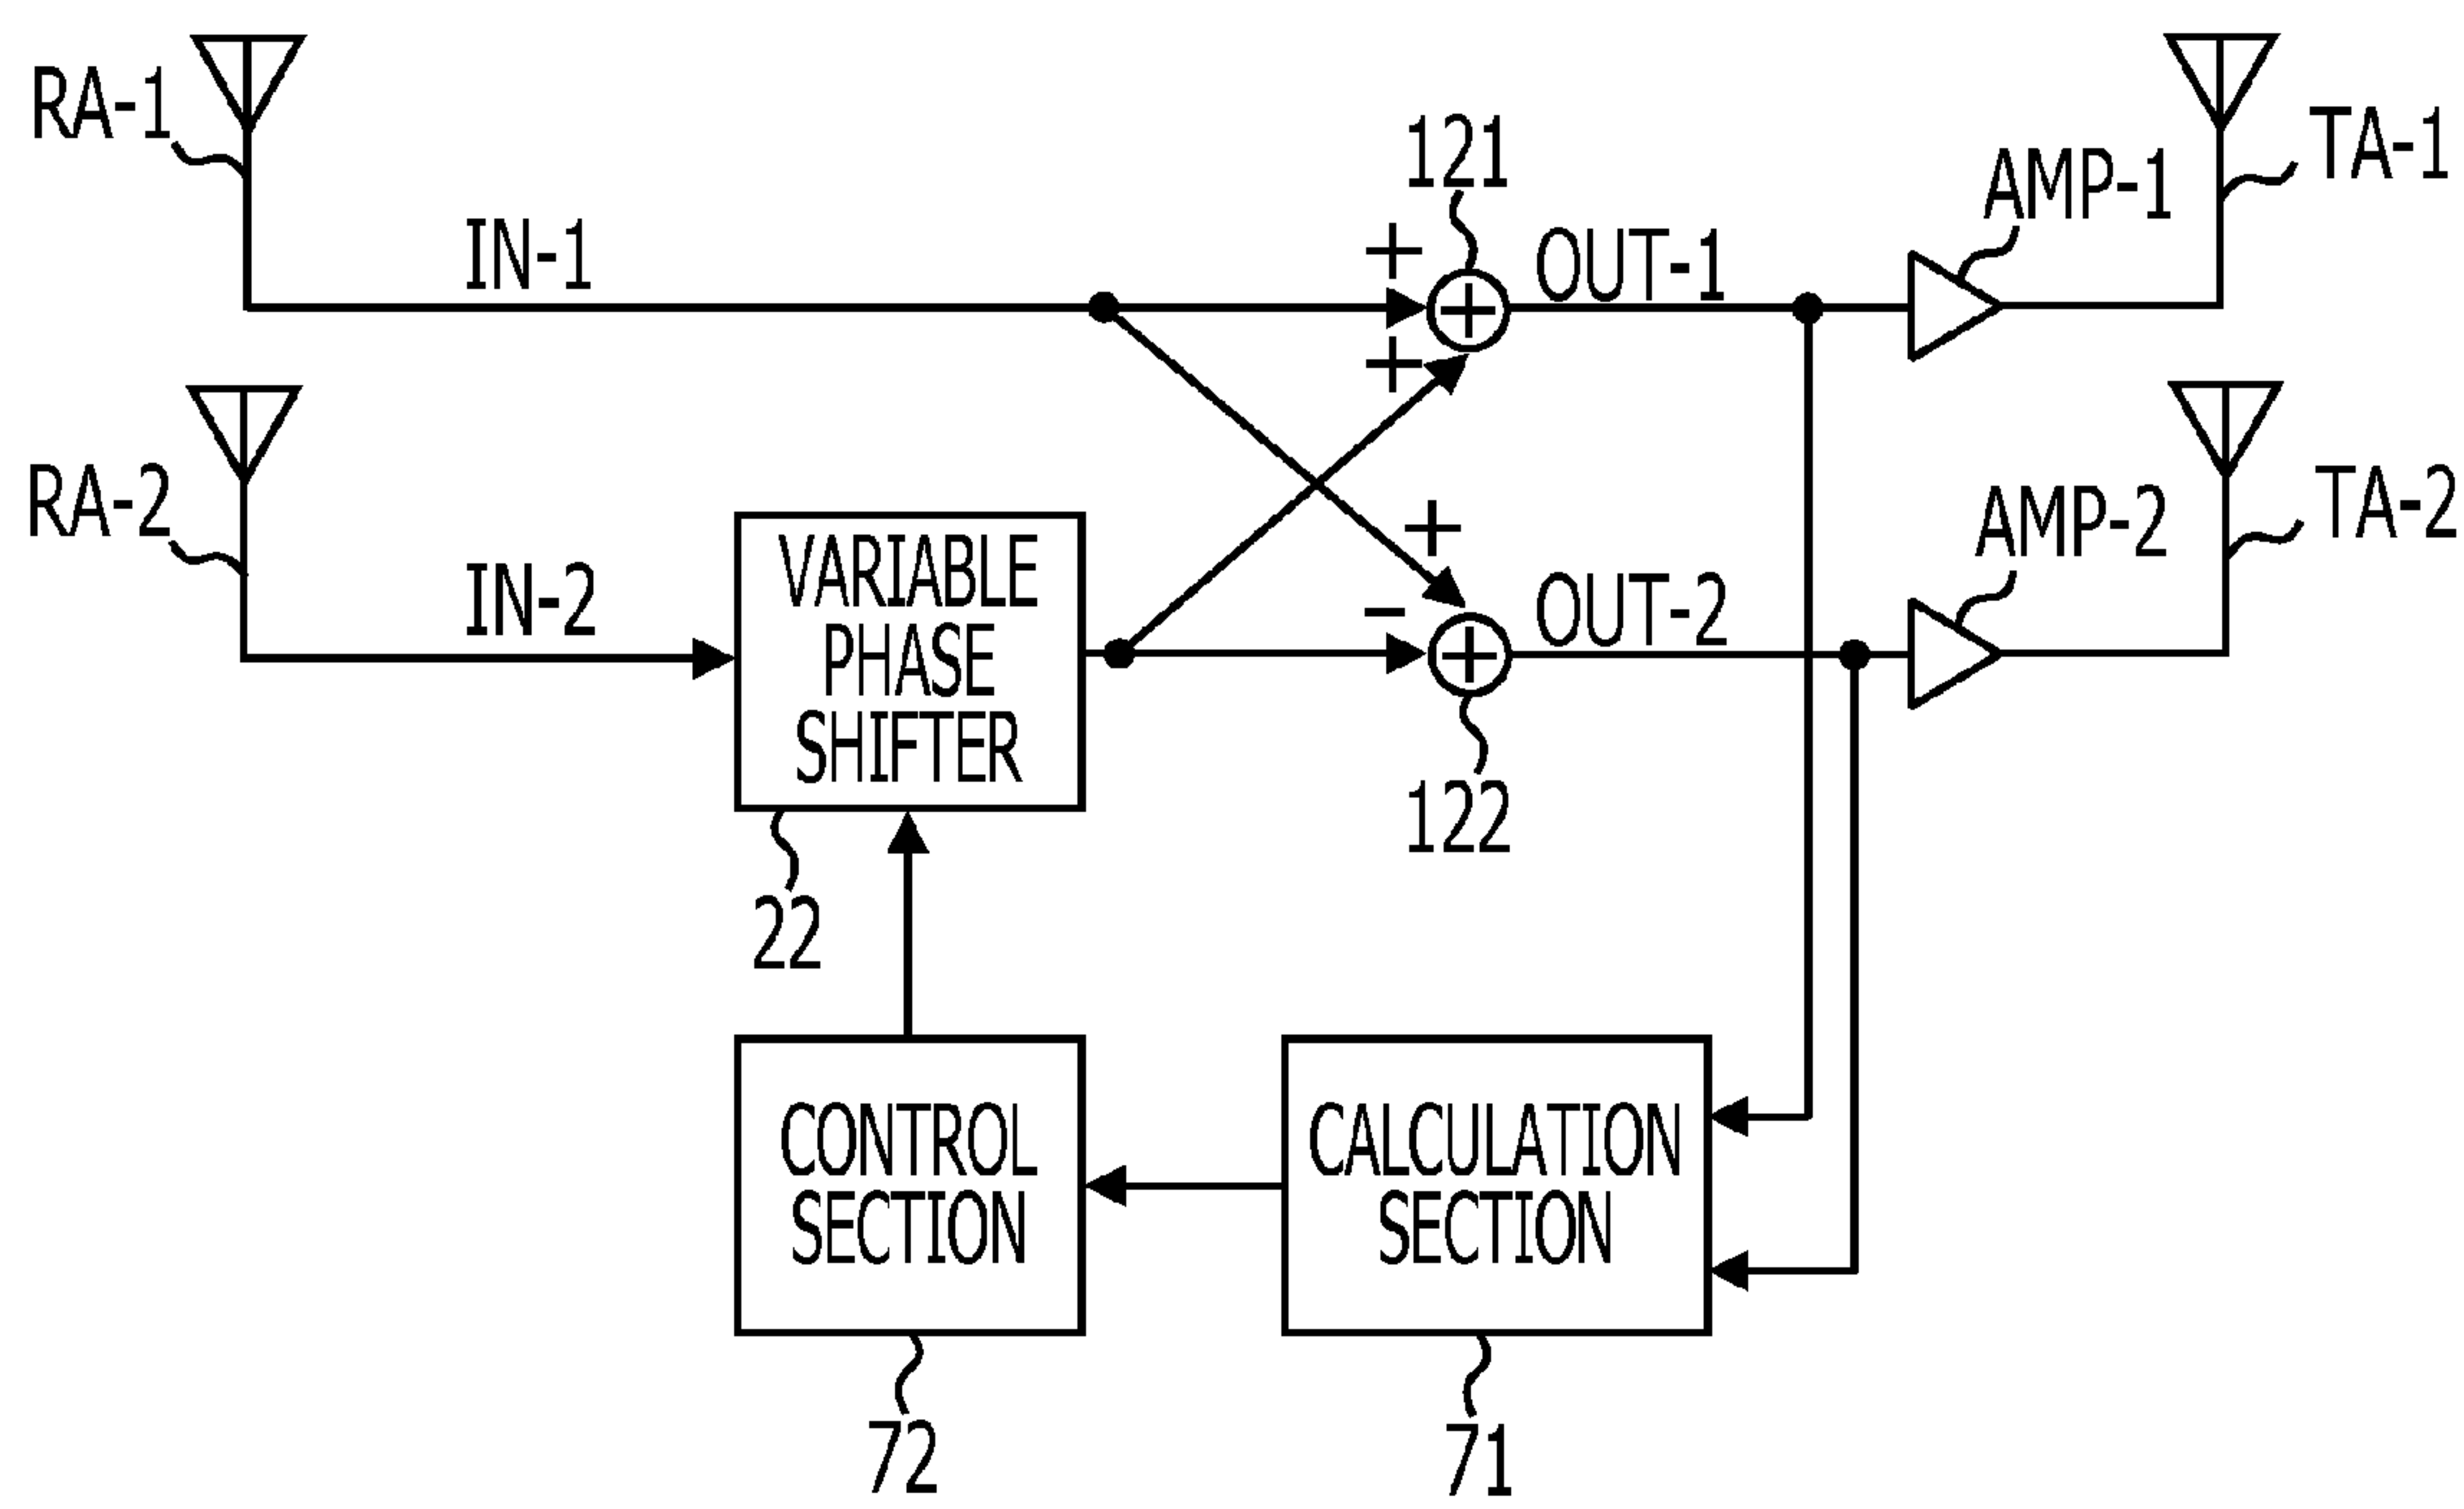 RA-1
IN-1
121
+
+
OUT-1
AMP-1
TA-1
RA-2
IN-2
VARIABLE
PHASE
SHIFTER
22
+
-
OUT-2
122
AMP-2
TA-2
CONTROL
SECTION
72
CALCULATION
SECTION
71